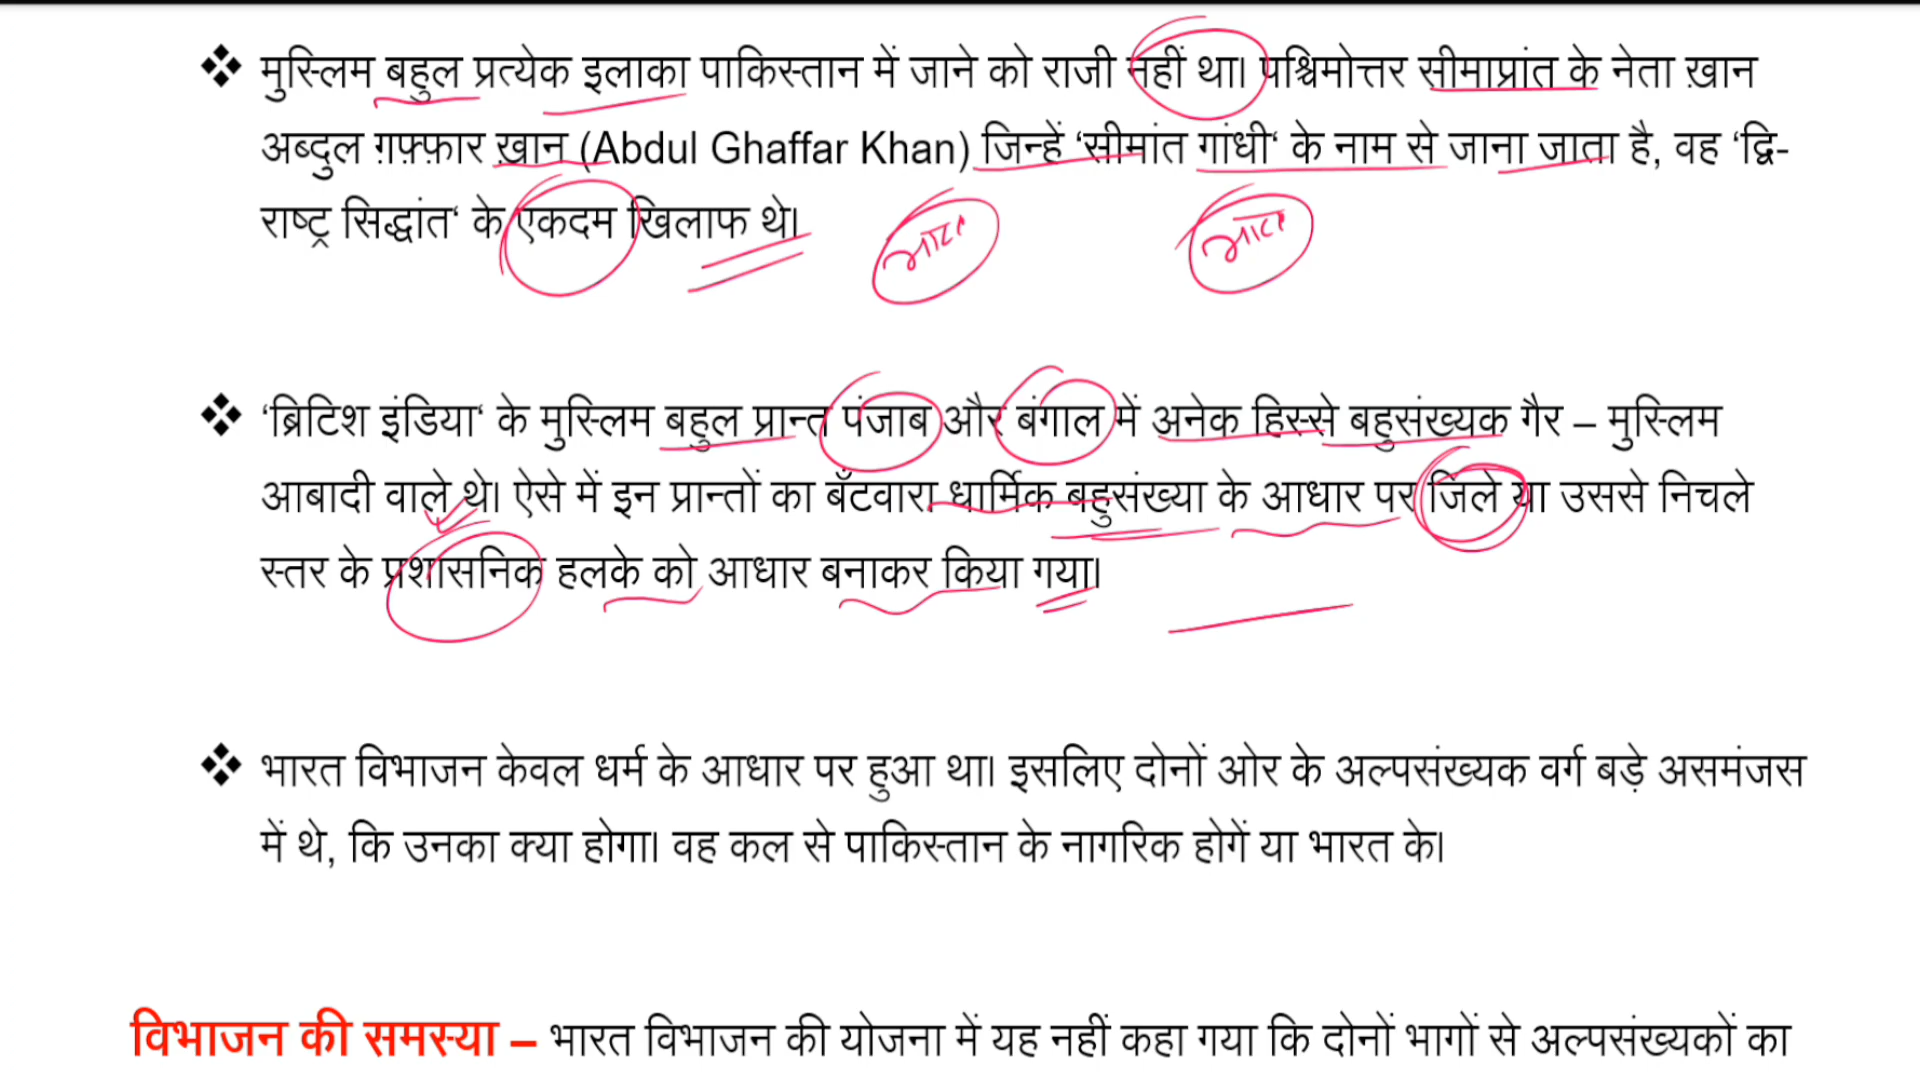 ❖ मुस्लिम बहुल प्रत्येक इलाका पाकिस्तान में जाने को राजी नहीं था। पश्चिमोत्तर सीमाप्रांत के नेता ख़ान
अब्दुल ग़फ़्फ़ार ख़ान (Abdul Ghaffar Khan) जिन्हें ‘सीमांत गांधी‘ के नाम से जाना जाता है, वह ‘द्वि-
राष्ट्र सिद्धांत‘ के एकदम खिलाफ थे।
❖ ‘ब्रिटिश इंडिया‘ के मुस्लिम बहुल प्रान्त पंजाब और बंगाल में अनेक हिस्से बहुसंख्यक गैर – मुस्लिम
आबादी वाले थे। ऐसे में इन प्रान्तों का बँटवारा धार्मिक बहुसंख्या के आधार पर जिले या उससे निचले
स्तर के प्रशासनिक हलके को आधार बनाकर किया गया।
❖ भारत विभाजन केवल धर्म के आधार पर हुआ था। इसलिए दोनों ओर के अल्पसंख्यक वर्ग बड़े असमंजस
में थे, कि उनका क्या होगा। वह कल से पाकिस्तान के नागरिक होगें या भारत के।
विभाजन की समस्या – भारत विभाजन की योजना में यह नहीं कहा गया कि दोनों भागों से अल्पसंख्यकों का